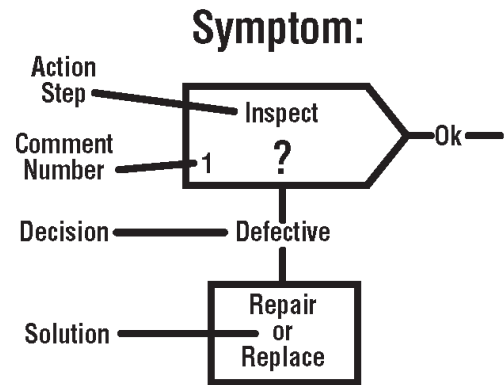 Symptom:
Action
Step
Inspect
Comment
Number
1
?
Ok
Decision
Defective
Solution
Repair
or
Replace